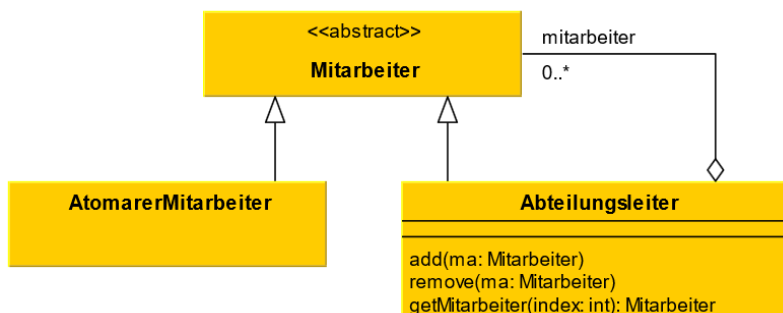 <<abstract>>
Mitarbeiter
mitarbeiter
0..*
AtomarerMitarbeiter
Abteilungsleiter
add(ma: Mitarbeiter)
remove(ma: Mitarbeiter)
getMitarbeiter(index: int): Mitarbeiter